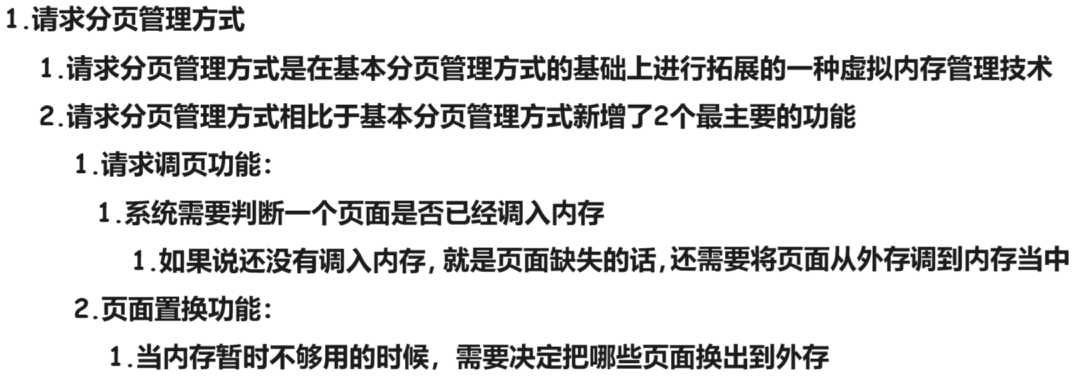 1.请求分页管理方式
1.请求分页管理方式是在基本分页管理方式的基础上进行拓展的一种虚拟内存管理技术
2.请求分页管理方式相比于基本分页管理方式新增了2个最主要的功能
1.请求调页功能：
1.系统需要判断一个页面是否已经调入内存
1.如果说还没有调入内存，就是页面缺失的话，还需要将页面从外存调到内存当中
2.页面置换功能：
1.当内存暂时不够用的时候，需要决定把哪些页面换出到外存